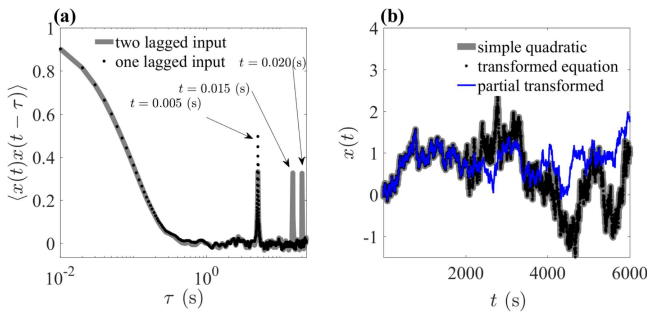 (a)
two lagged input
one lagged input
t = 0.020(s)
t = 0.015 (s)
t = 0.005 (s)
1
0.8
0.6
0.4
0.2
0
10^{-2}
10^{0}
⟨x(t)x(t − τ)⟩
τ (s)
(b)
simple quadratic
transformed equation
partial transformed
4
3
2
1
0
-1
2000
4000
6000
x(t)
t (s)